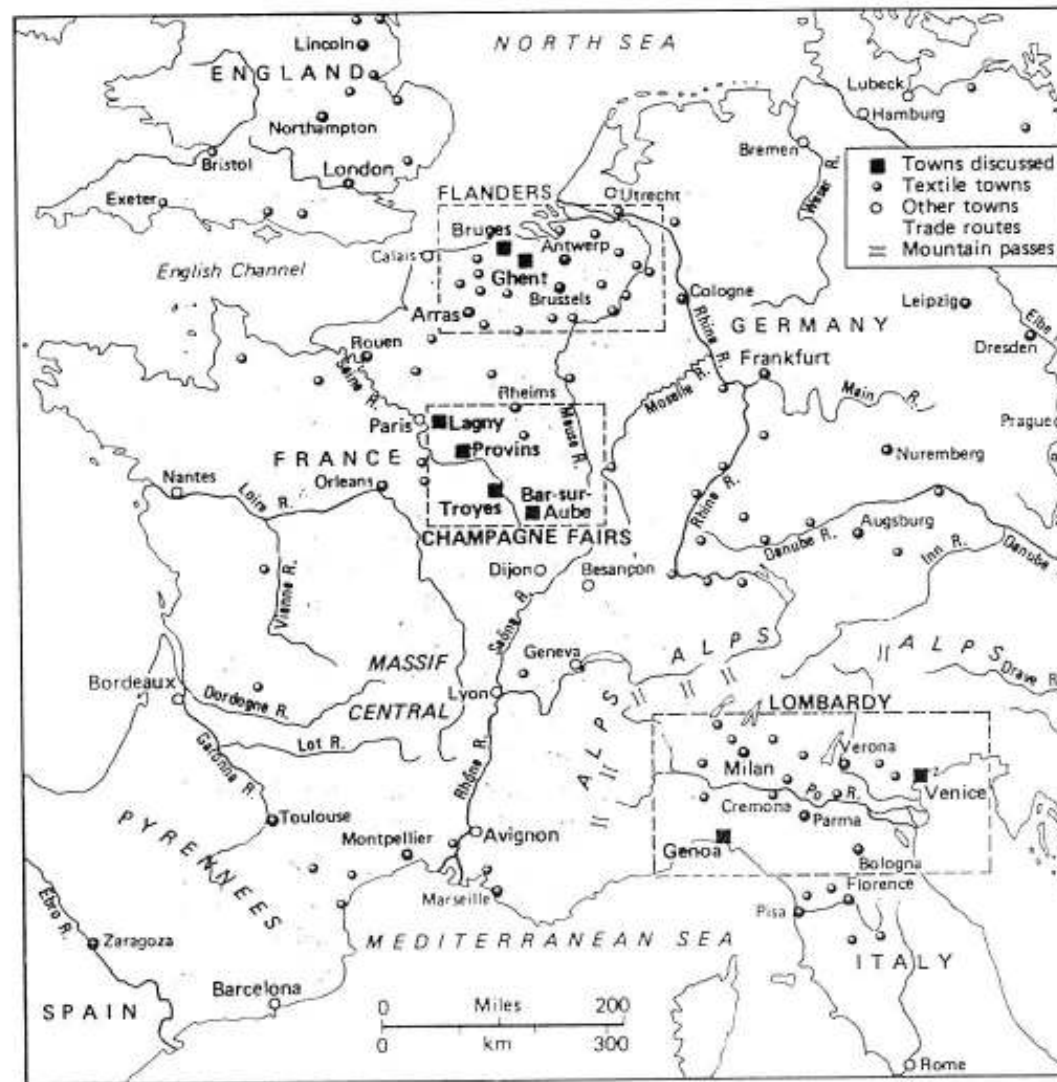 NORTH SEA
Lincoln
ENGLAND
Northampton
Bristol
London
Exeter
English Channel
Lubeck
Hamburg
Bremen
Weser R.
Towns discussed
Textile towns
Other towns
Trade routes
Mountain passes
FLANDERS
Utrecht
Bruges
Antwerp
Calais
Ghent
Brussels
Arras
Cologne
Rhine R.
GERMANY
Leipzig
Elbe
Dresden
Rouen
Seine R.
Frankfurt
Rheims
Moselle R.
Main R.
Meuse R.
Paris
Lagny
Provins
Prague
Nuremberg
FRANCE
Nantes
Loire R.
Orleans
Troyes
Bar-sur-
Aube
CHAMPAGNE FAIRS
Rhine R.
Augsburg
Danube R.
Inn R.
Danube
Dijon
Besançon
Vienne R.
Saône R.
MASSIF
CENTRAL
Geneva
ALPS
ALPS
ALPS
Drave R
Bordeaux
Dordogne R.
Lyon
LOMBARDY
Lot R.
Garonne R.
Rhône R.
Verona
Milan
Venice
Po R.
Cremona
Parma
Toulouse
Montpellier
Avignon
Genoa
Bologna
PYRENNEES
Marseille
Florence
Pisa
Ebro R.
Zaragoza
MEDITERRANEAN SEA
ITALY
Barcelona
SPAIN
0 Miles 200
0 km 300
Rome